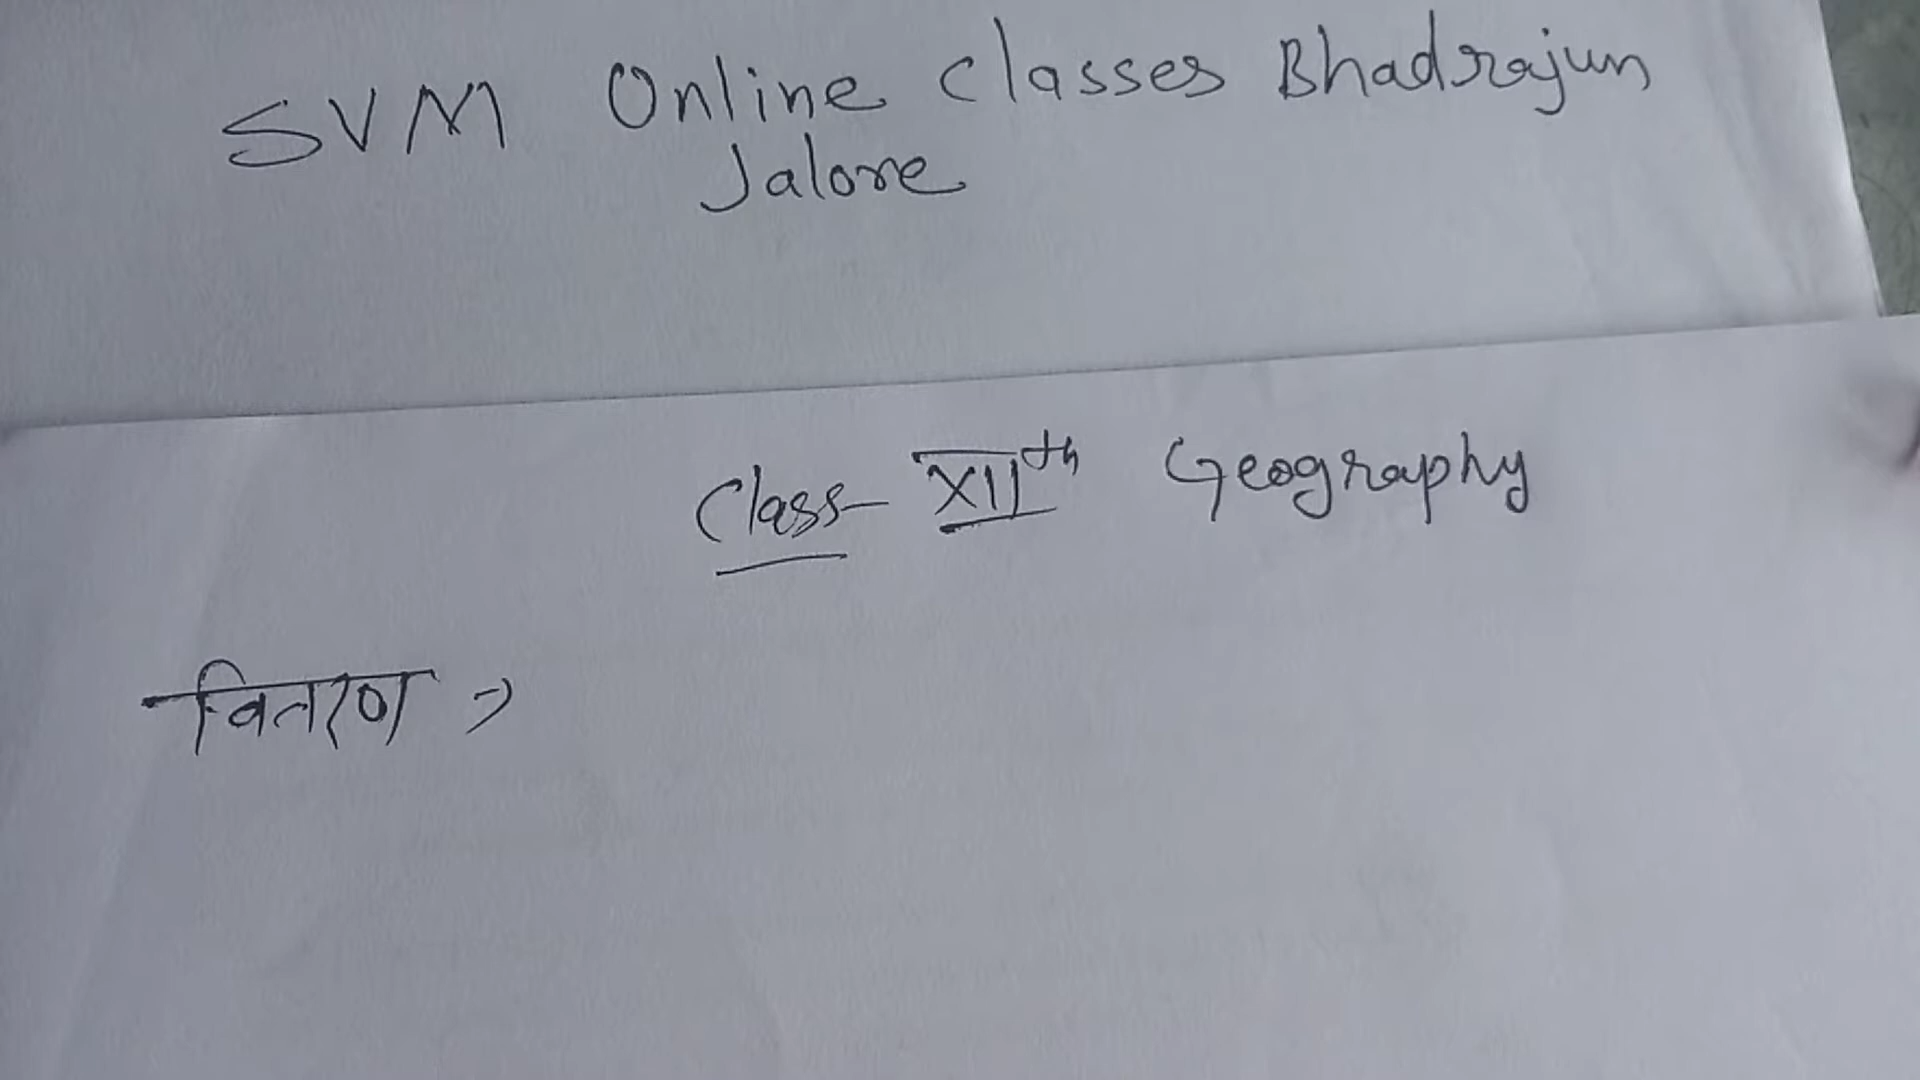 SVM Online Classes Bhadrajun
Jalore
Class- XIIth Geography
वितरण →